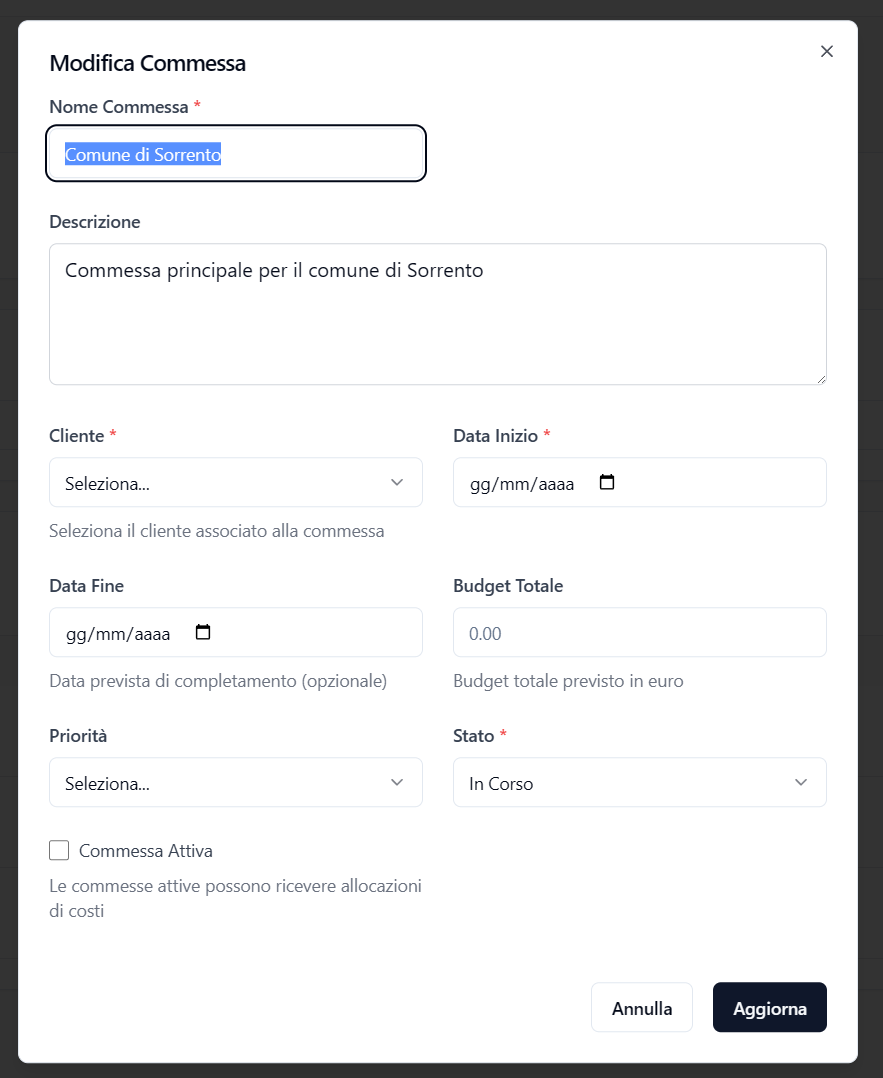 Modifica Commessa
Nome Commessa *
Comune di Sorrento
Descrizione
Commessa principale per il comune di Sorrento
Cliente *
Seleziona...
Seleziona il cliente associato alla commessa
Data Inizio *
gg/mm/aaaa
Data Fine
gg/mm/aaaa
Data prevista di completamento (opzionale)
Budget Totale
0.00
Budget totale previsto in euro
Priorità
Seleziona...
Stato *
In Corso
Commessa Attiva
Le commesse attive possono ricevere allocazioni
di costi
Annulla
Aggiorna